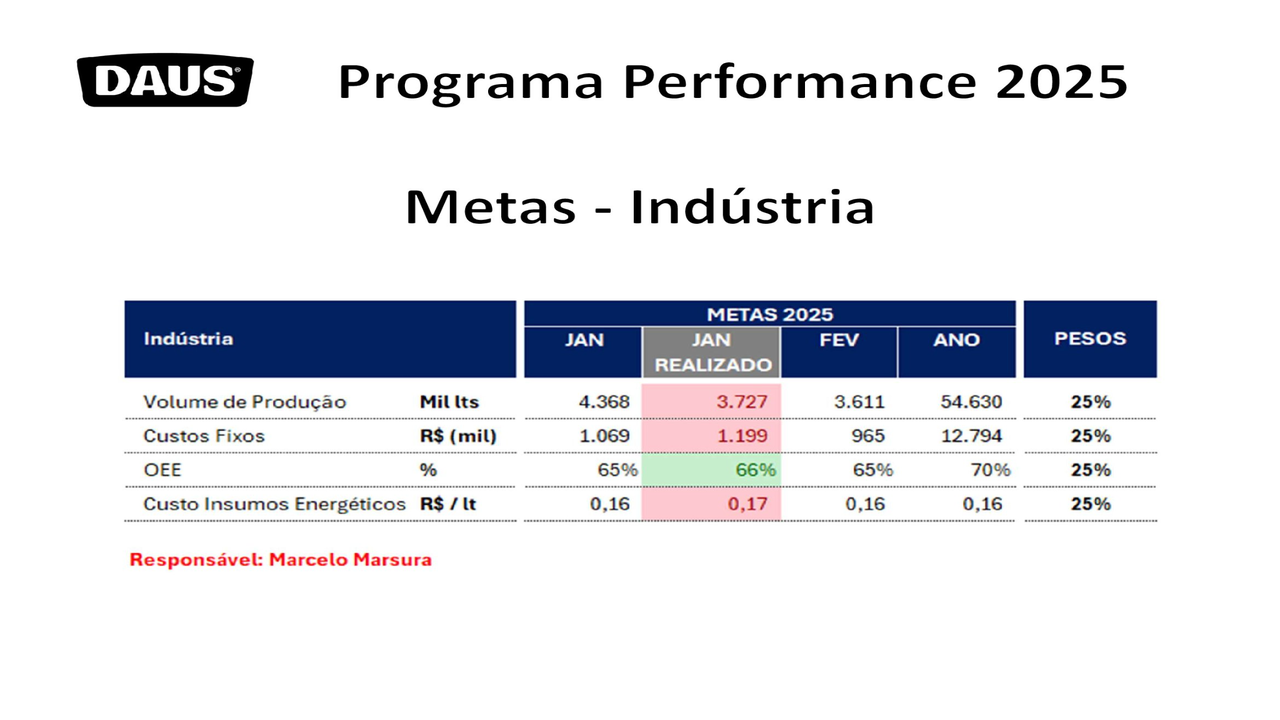 DAUS®
Programa Performance 2025
Metas - Indústria
Indústria METAS 2025 PESOS
JAN JAN REALIZADO FEV ANO
Volume de Produção Mil lts 4.368 3.727 3.611 54.630 25%
Custos Fixos R$ (mil) 1.069 1.199 965 12.794 25%
OEE % 65% 66% 65% 70% 25%
Custo Insumos Energéticos R$ / lt 0,16 0,17 0,16 0,16 25%
Responsável: Marcelo Marsura